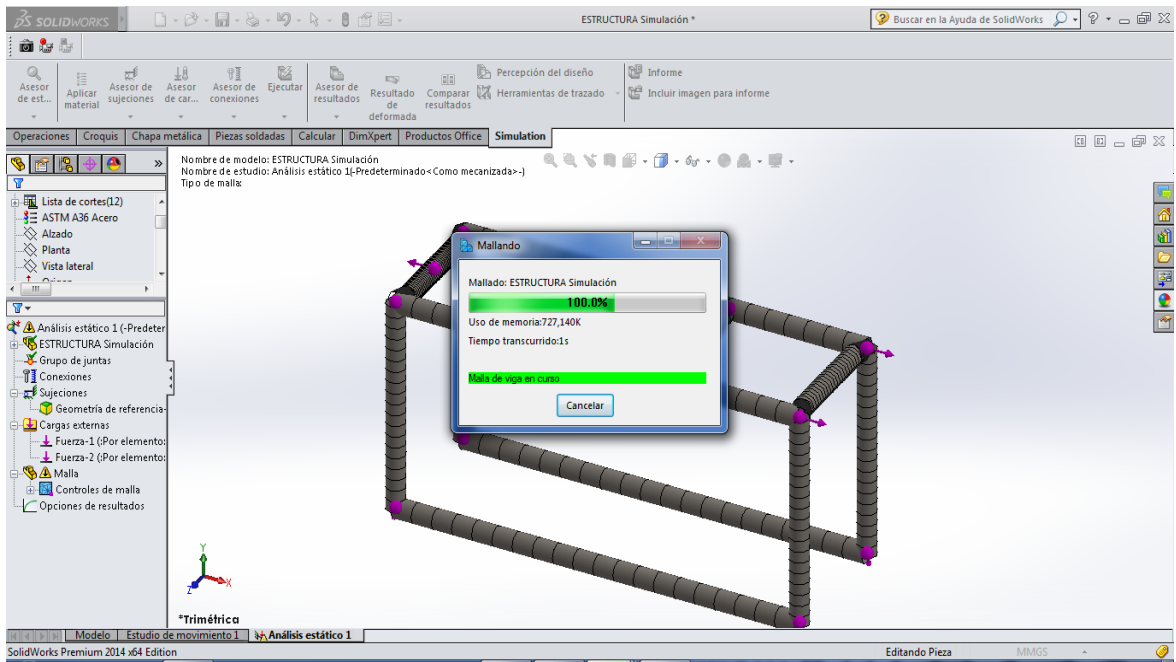 SOLIDWORKS
ESTRUCTURA Simulación *
Buscar en la Ayuda de SolidWorks
Asesor de est...
Aplicar material
Asesor de sujeciones
Asesor de car...
Asesor de conexiones
Ejecutar
Asesor de resultados
Resultado de deformada
Comparar resultados
Percepción del diseño
Herramientas de trazado
Informe
Incluir imagen para informe
Operaciones
Croquis
Chapa metálica
Piezas soldadas
Calcular
DimXpert
Productos Office
Simulation
Nombre de modelo: ESTRUCTURA Simulación
Nombre de estudio: Análisis estático 1(-Predeterminado<Como mecanizada>-)
Tipo de malla:
Lista de cortes(12)
ASTM A36 Acero
Alzado
Planta
Vista lateral
Análisis estático 1 (-Predeter
ESTRUCTURA Simulación
Grupo de juntas
Conexiones
Sujeciones
Geometría de referencia-
Cargas externas
Fuerza-1 (:Por elemento:
Fuerza-2 (:Por elemento:
Malla
Controles de malla
Opciones de resultados
Mallando
Mallado: ESTRUCTURA Simulación
100.0%
Uso de memoria:727,140K
Tiempo transcurrido:1s
Malla de viga en curso
Cancelar
Y
X
Z
*Trimétrica
Modelo
Estudio de movimiento 1
Análisis estático 1
SolidWorks Premium 2014 x64 Edition
Editando Pieza
MMGS